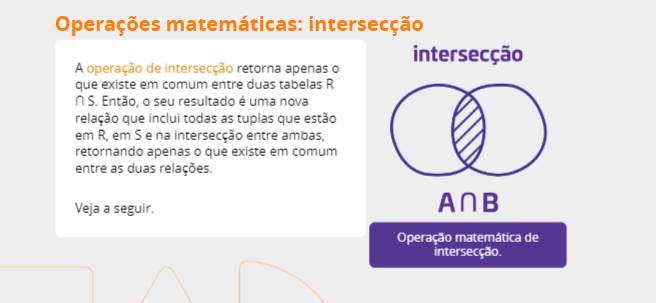 Operações matemáticas: intersecção
A operação de intersecção retorna apenas o
que existe em comum entre duas tabelas R
∩ S. Então, o seu resultado é uma nova
relação que inclui todas as tuplas que estão
em R, em S e na intersecção entre ambas,
retornando apenas o que existe em comum
entre as duas relações.
Veja a seguir.
intersecção
A∩B
Operação matemática de
intersecção.